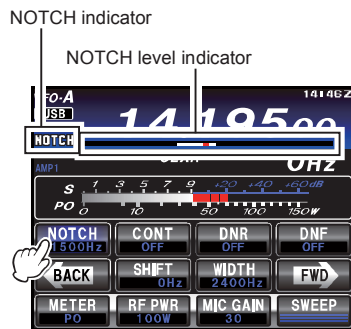 NOTCH indicator
NOTCH level indicator
FO-A
14146Z
USB
14,195,00
NOTCH
AMP1
0Hz
S 1 3 5 7 9 +20 +40 +60dB
PO 0 10 50 100 150W
NOTCH CONT DNR DNF
1500Hz OFF OFF OFF
BACK SHIFT WIDTH FWD
0Hz 2400Hz
METER RF PWR MIC GAIN SWEEP
PO 100W 30